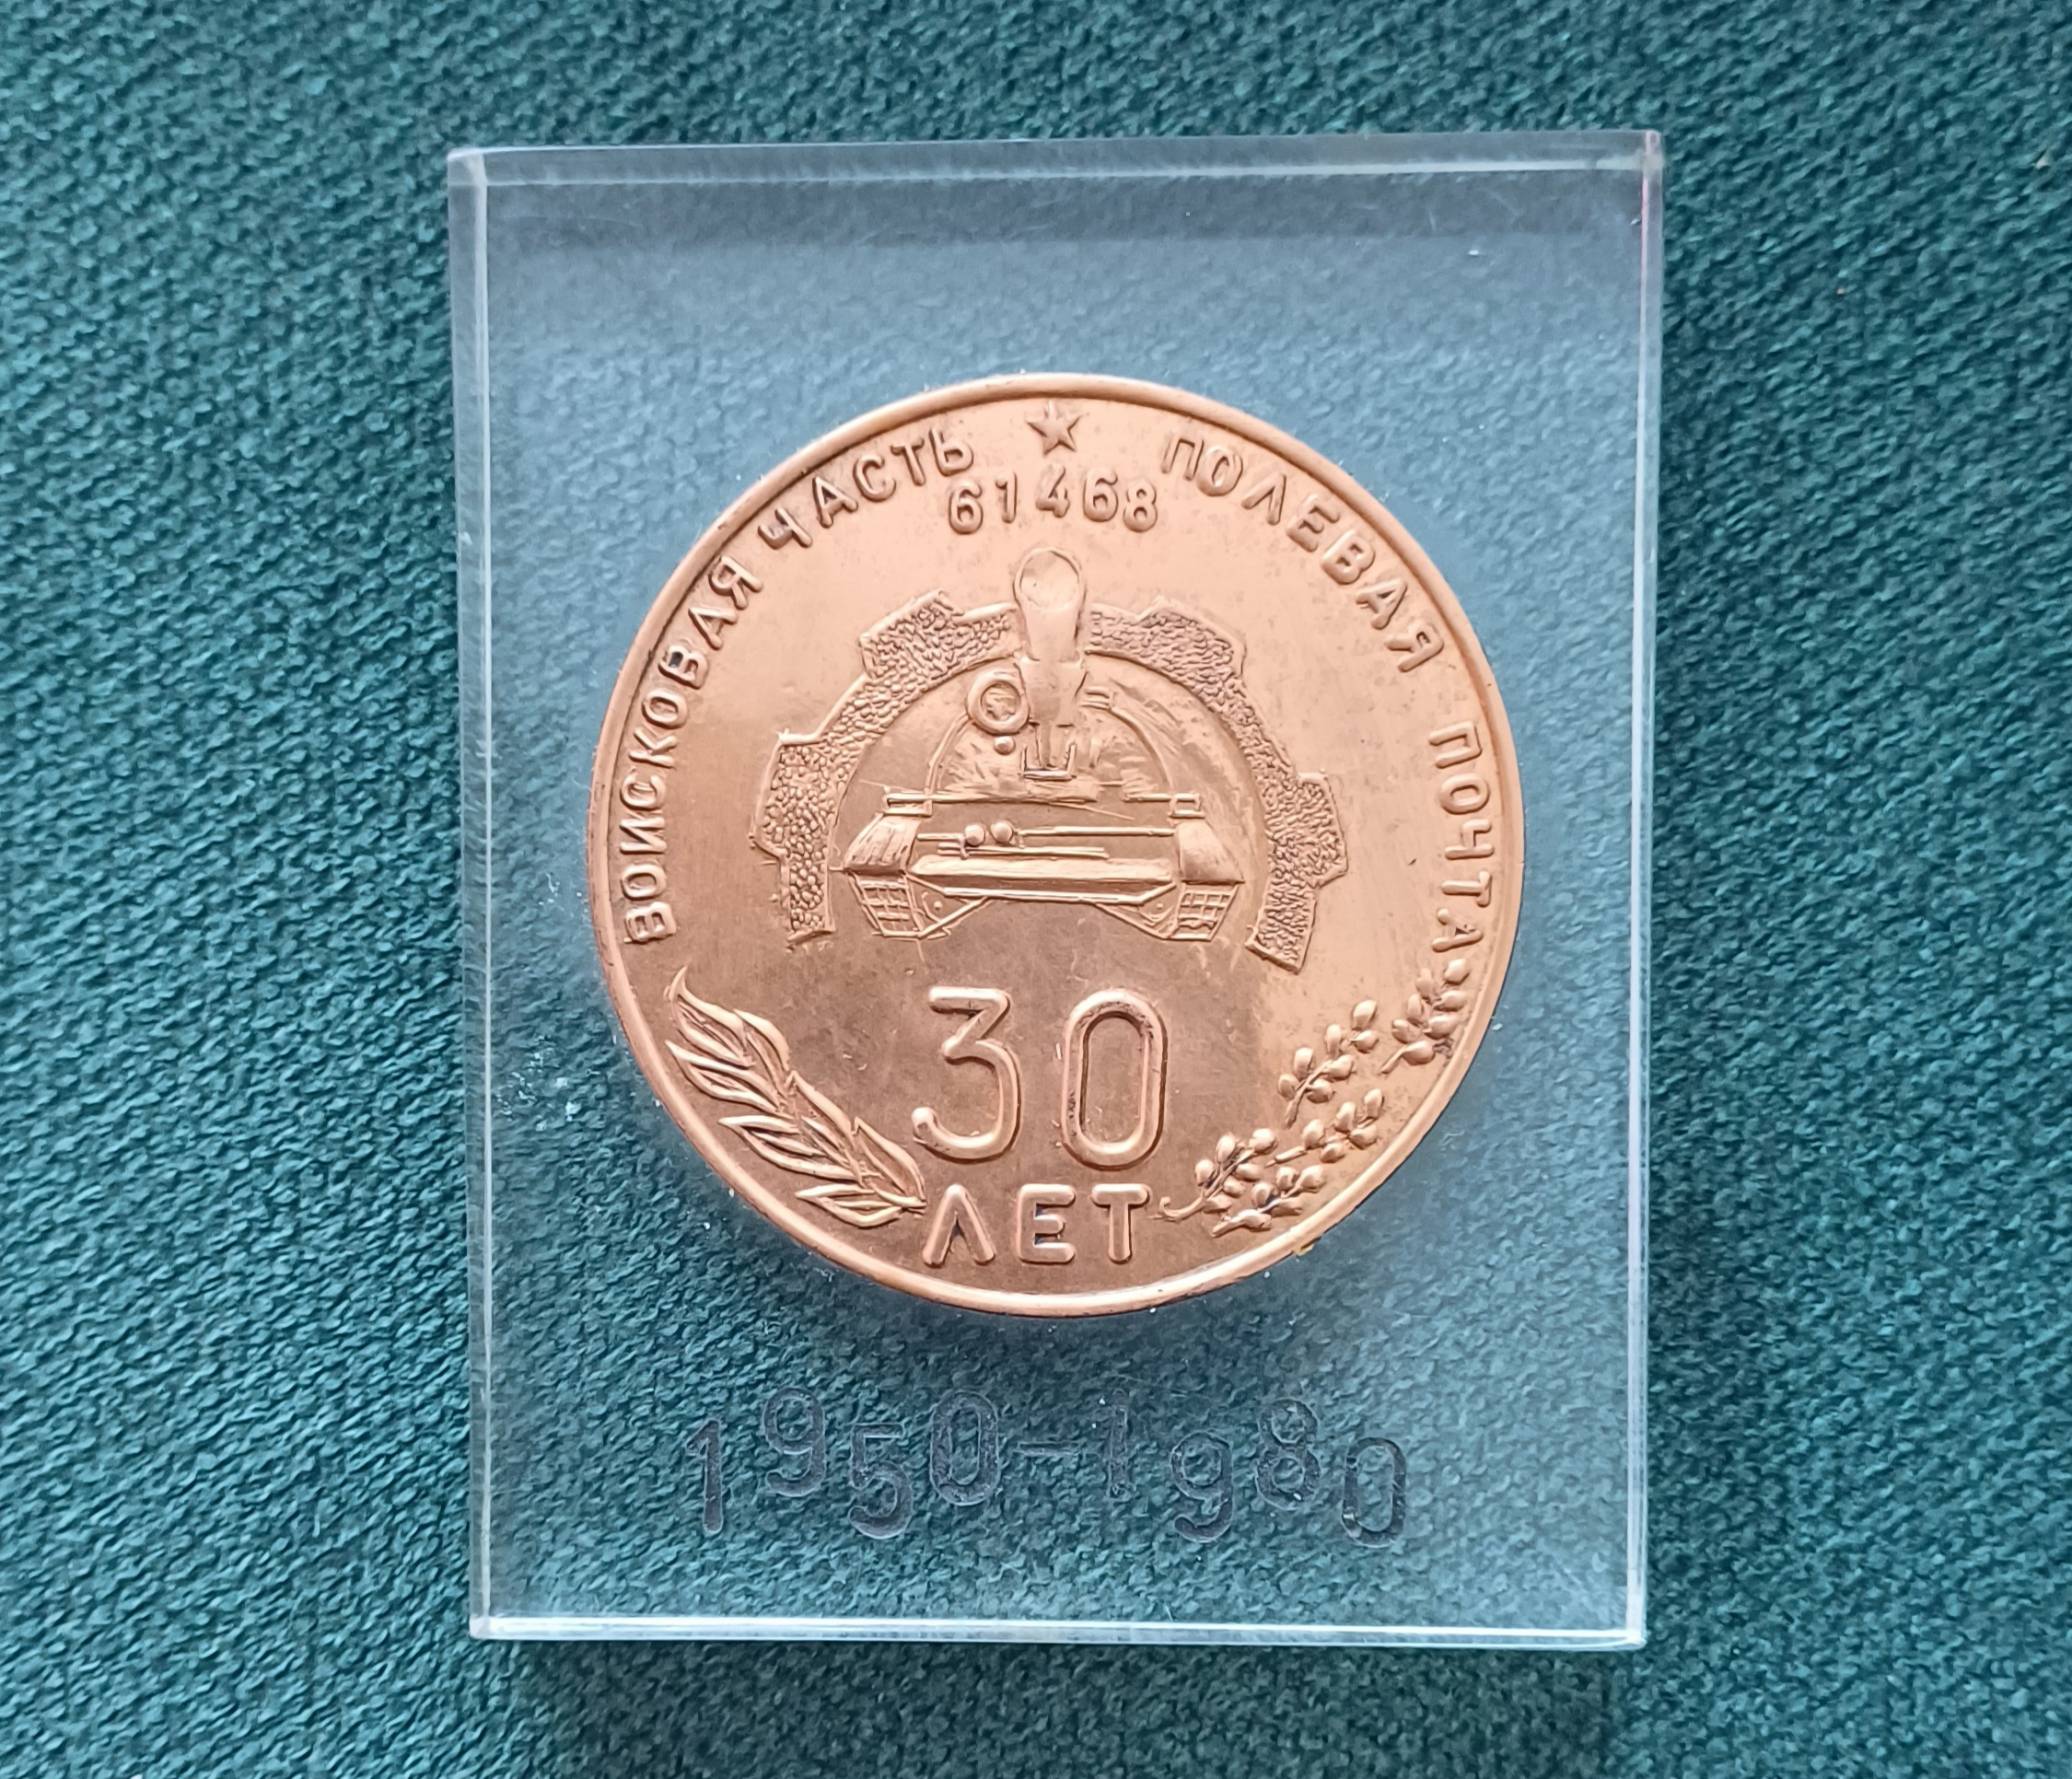 ВОИСКОВАЯ ЧАСТЬ ★ ПОЛЕВАЯ ПОЧТА
61468
30
ЛЕТ
1950-1980